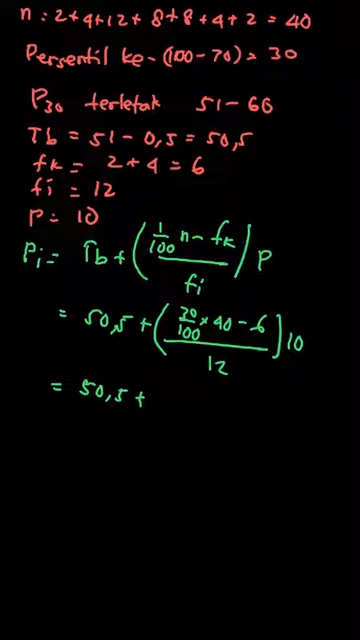 n = 2+4+12+8+8+4+2 = 40
Persentil ke-(100-70) = 30
P30 terletak 51-60
Tb = 51-0,5 = 50,5
fk = 2+4 = 6
fi = 12
P = 10
Pi = Tb + (1/100 n - fk / fi) P
= 50,5 + (30/100 × 40 - 6 / 12) 10
= 50,5 +